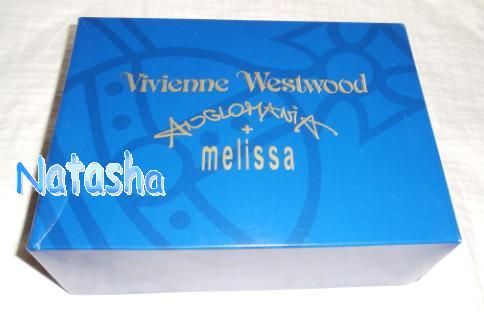 Vivienne Westwood
ANGLOMANIA
+
melissa
Natasha